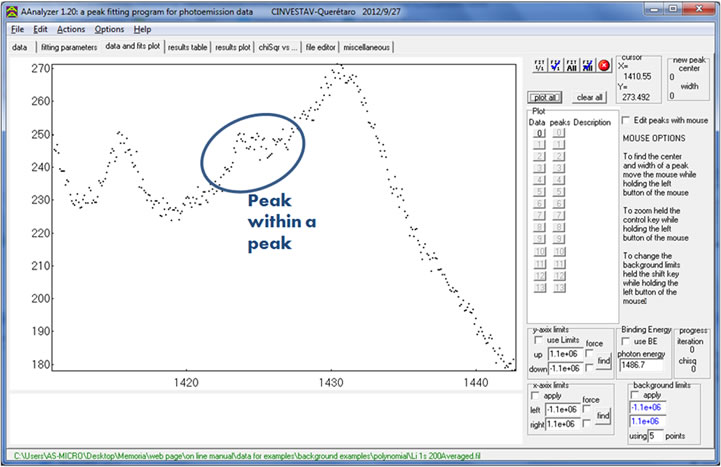 AAnalyzer 1.20: a peak fitting program for photoemission data CINVESTAV-Querétaro 2012/9/27
File Edit Actions Options Help
data fitting parameters data and fits plot results table results plot chiSqr vs ... file editor miscellaneous
270
260
250
240
230
220
210
200
190
180
1420 1430 1440
Peak
within a
peak
FIT FIT FIT FIT
1/1 All
cursor
X=
1410.55
Y=
273.492
new peak
center
0
width
0
plot all clear all
Plot
Data peaks Description
0 0
1 1
2 2
3 3
4 4
5 5
6 6
7 7
8 8
9 9
10 10
11 11
12 12
13 13
Edit peaks with mouse
MOUSE OPTIONS
To find the center
and width of a peak
move the mouse while
holding the left
button of the mouse
To zoom held the
control key while
holding the left
button of the mouse
To change the
background limits
held the shift key
while holding the
left button of the
mouse
y-axis limits
use Limits force
up 1.1e+06
down -1.1e+06 find
Binding Energy
use BE
photon energy
1486.7
progress
iteration
0
chisq
0
x-axis limits
apply force
left -1.1e+06
right 1.1e+06 find
background limits
apply
-1.1e+06
1.1e+06
using 5 points
C:\Users\AS-MICRO\Desktop\Memoria\web page\on line manual\data for examples\background examples\polynomial\Li 1s 200Averaged.fil